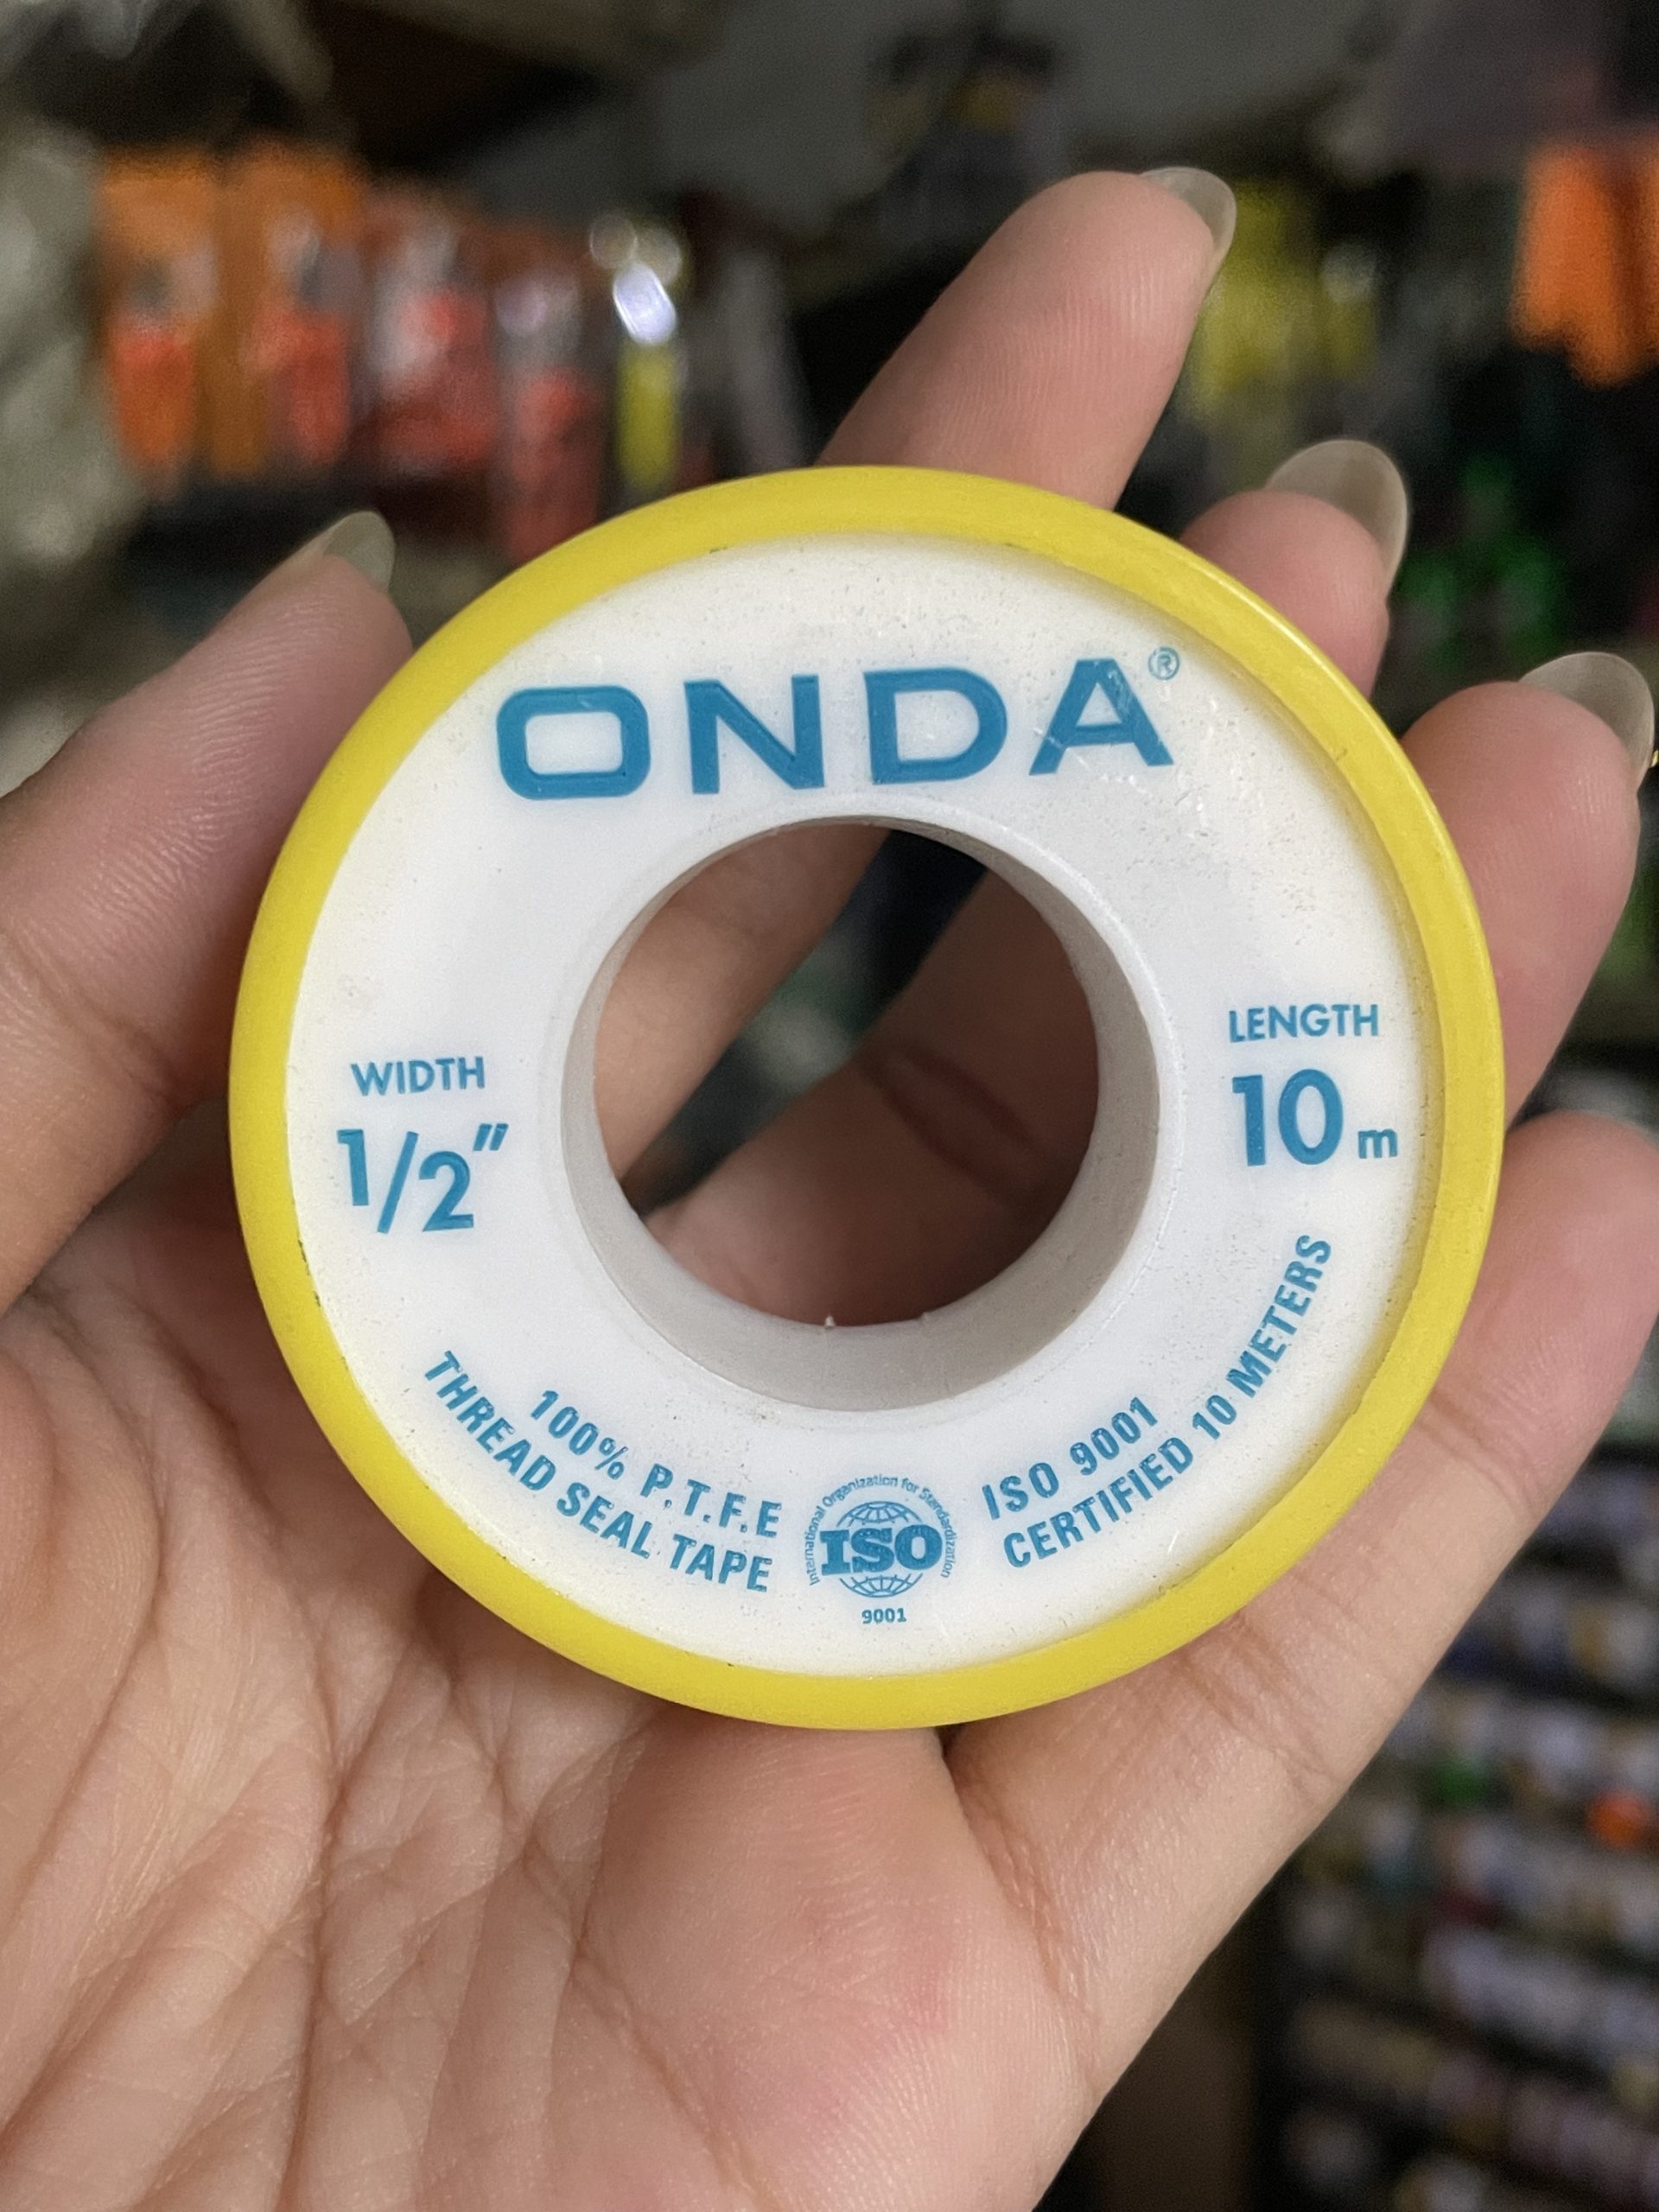 ONDA®
WIDTH
1/2"
LENGTH
10 m
100% P.T.F.E
THREAD SEAL TAPE
International Organization for Standardization
ISO
9001
ISO 9001
CERTIFIED 10 METERS